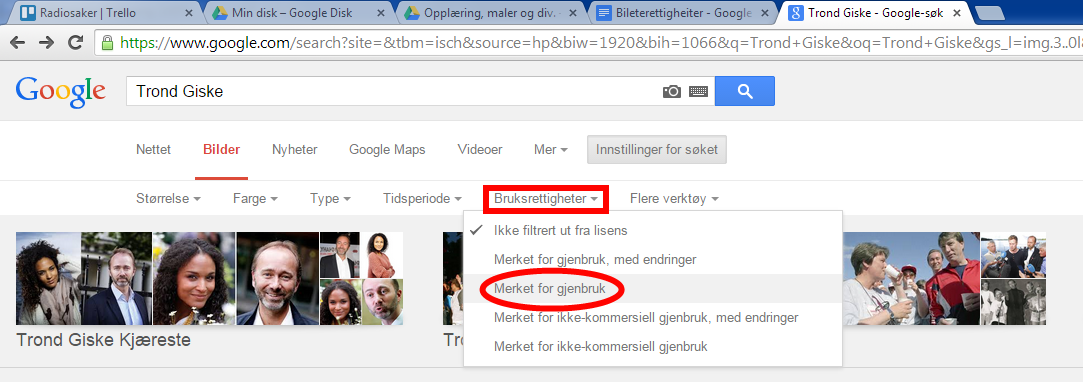 Radiosaker | Trello
Min disk – Google Disk
Opplæring, maler og div.
Bileterettigheiter - Google
Trond Giske - Google-søk
https://www.google.com/search?site=&tbm=isch&source=hp&biw=1920&bih=1066&q=Trond+Giske&oq=Trond+Giske&gs_l=img.3..0l8
Google
Trond Giske
Nettet Bilder Nyheter Google Maps Videoer Mer Innstillinger for søket
Størrelse Farge Type Tidsperiode Bruksrettigheter Flere verktøy
Ikke filtrert ut fra lisens
Merket for gjenbruk, med endringer
Merket for gjenbruk
Merket for ikke-kommersiell gjenbruk, med endringer
Merket for ikke-kommersiell gjenbruk
Trond Giske Kjæreste